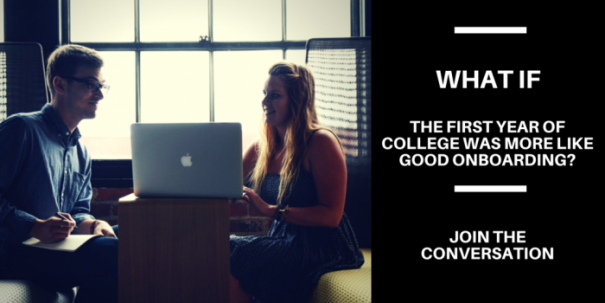 WHAT IF
THE FIRST YEAR OF
COLLEGE WAS MORE LIKE
GOOD ONBOARDING?
JOIN THE
CONVERSATION